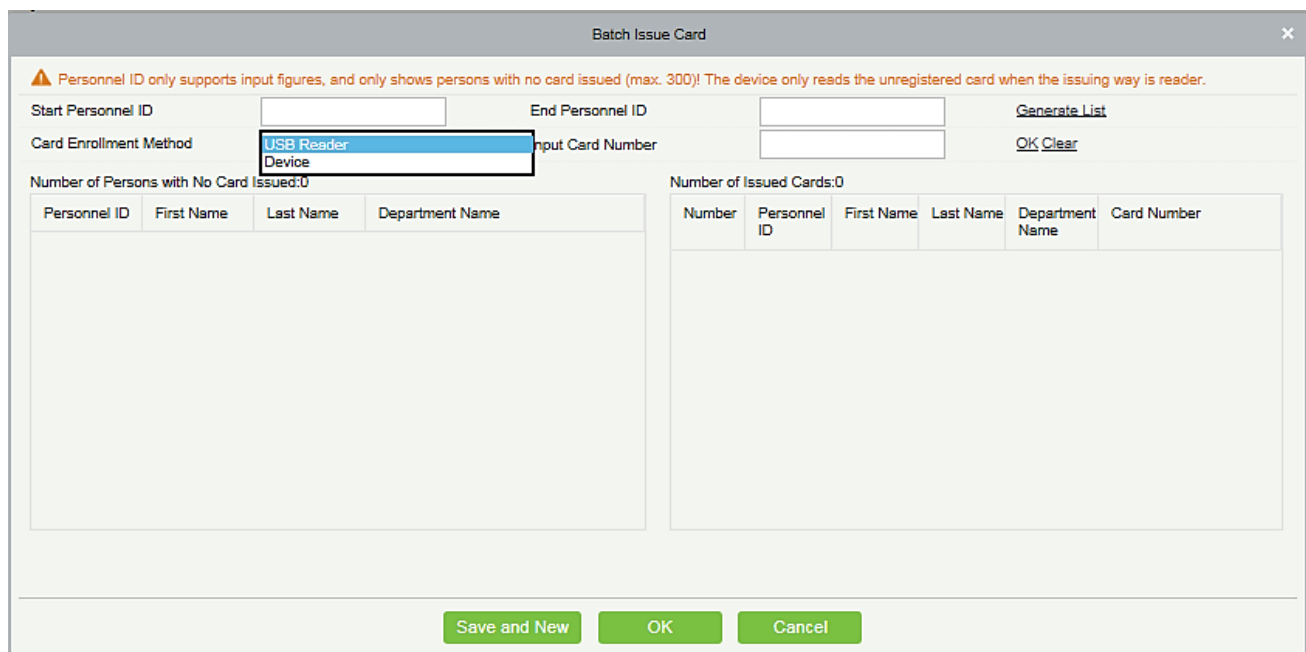 Batch Issue Card ×
Personnel ID only supports input figures, and only shows persons with no card issued (max. 300)! The device only reads the unregistered card when the issuing way is reader.
Start Personnel ID End Personnel ID Generate List
Card Enrollment Method USB Reader Input Card Number OK Clear
Device
Number of Persons with No Card Issued:0 Number of Issued Cards:0
Personnel ID First Name Last Name Department Name Number Personnel ID First Name Last Name Department Name Card Number
Save and New OK Cancel